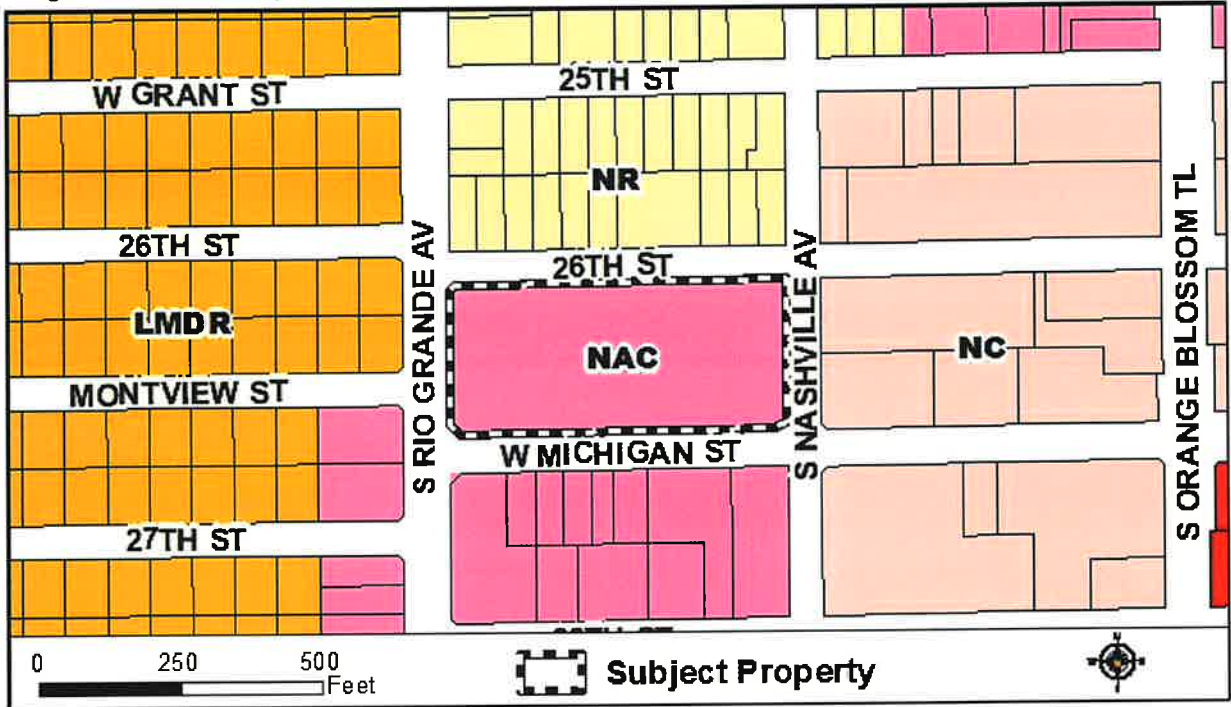 25TH ST
W GRANT ST
NR
26TH ST
26TH ST
S RIO GRANDE AV
S NASHVILLE AV
S ORANGE BLOSSOM TL
LMDR
NAC
NC
MONTVIEW ST
W MICHIGAN ST
27TH ST
0 250 500
Feet
Subject Property